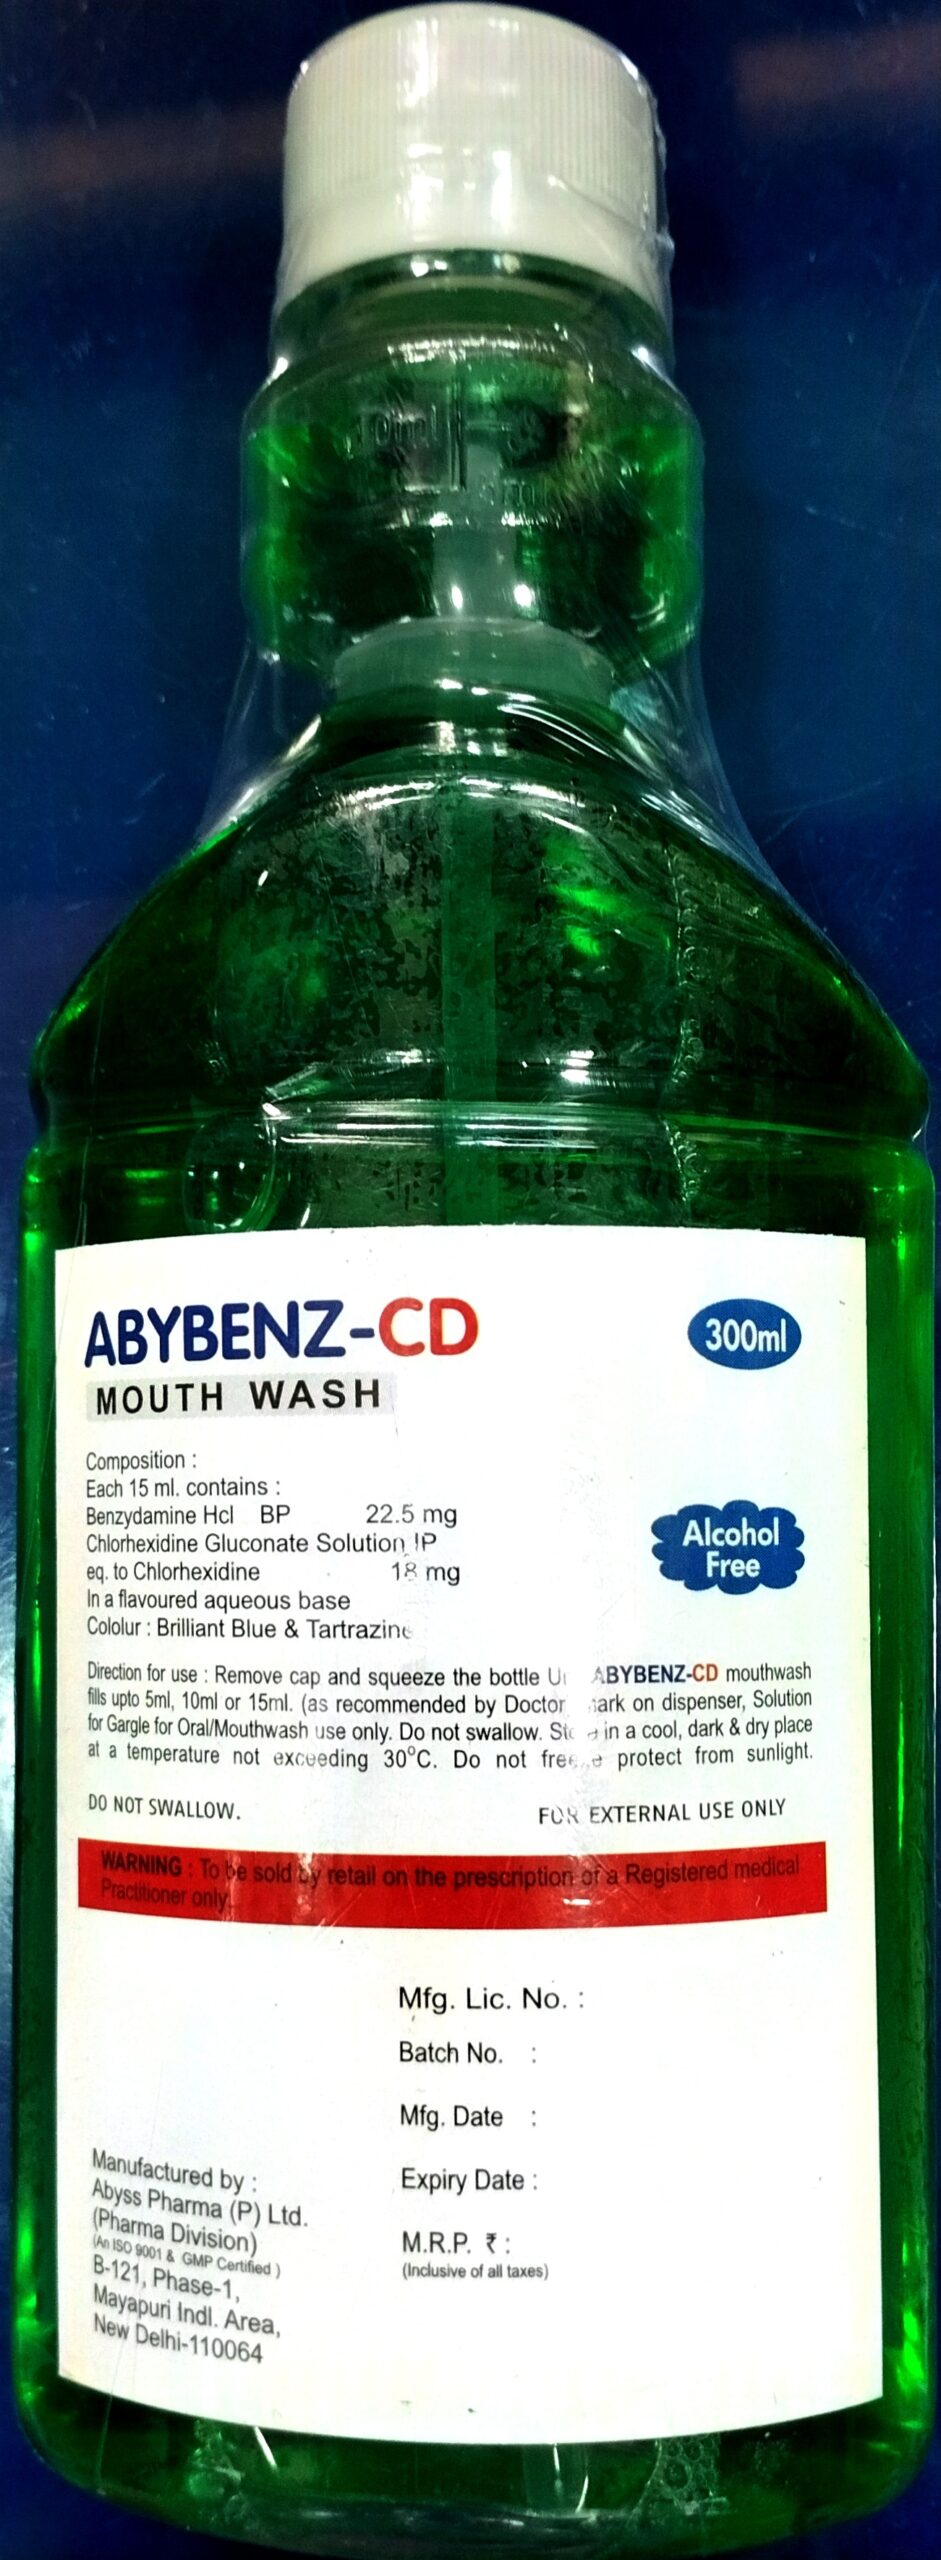 10ml
ABYBENZ-CD
300ml
MOUTH WASH
Composition :
Each 15 ml. contains :
Benzydamine Hcl BP 22.5 mg
Chlorhexidine Gluconate Solution IP
eq. to Chlorhexidine 18 mg
In a flavoured aqueous base
Cololur : Brilliant Blue & Tartrazine
Alcohol
Free
Direction for use : Remove cap and squeeze the bottle ABYBENZ-CD mouthwash
fills upto 5ml, 10ml or 15ml. (as recommended by Doctor on dispenser, Solution
for Gargle for Oral/Mouthwash use only. Do not swallow. in a cool, dark & dry place
at a temperature not exceeding 30°C. Do not protect from sunlight.
DO NOT SWALLOW.
FOR EXTERNAL USE ONLY
WARNING : To be sold by retail on the prescription of a Registered medical
Practitioner only.
Mfg. Lic. No. :
Batch No. :
Mfg. Date :
Expiry Date :
M.R.P. ₹ :
(Inclusive of all taxes)
Manufactured by :
Abyss Pharma (P) Ltd.
(Pharma Division)
(An ISO 9001 & GMP Certified )
B-121, Phase-1,
Mayapuri Indl. Area,
New Delhi-110064